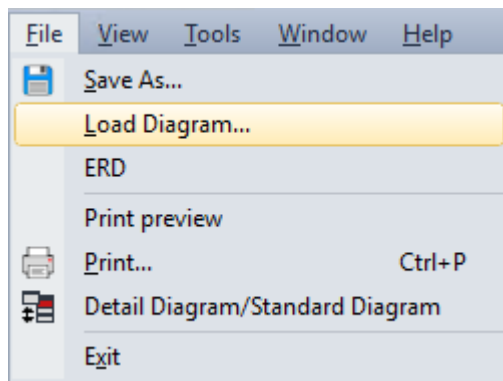 File View Tools Window Help
Save As...
Load Diagram...
ERD
Print preview
Print... Ctrl+P
Detail Diagram/Standard Diagram
Exit